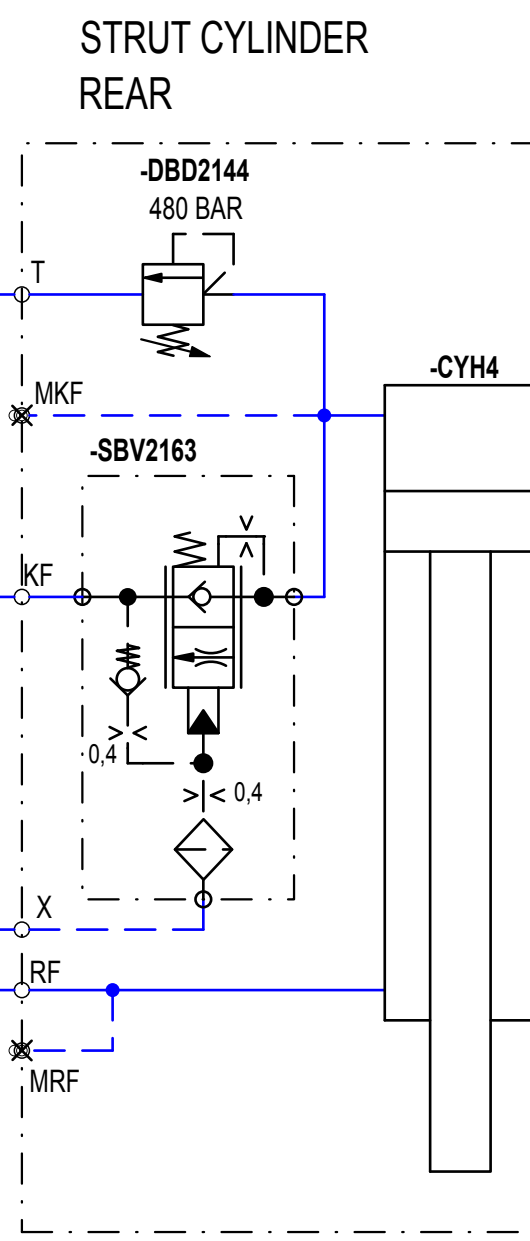 STRUT CYLINDER
REAR
-DBD2144
480 BAR
T
-CYH4
MKF
-SBV2163
KF
0,4
0,4
X
RF
MRF